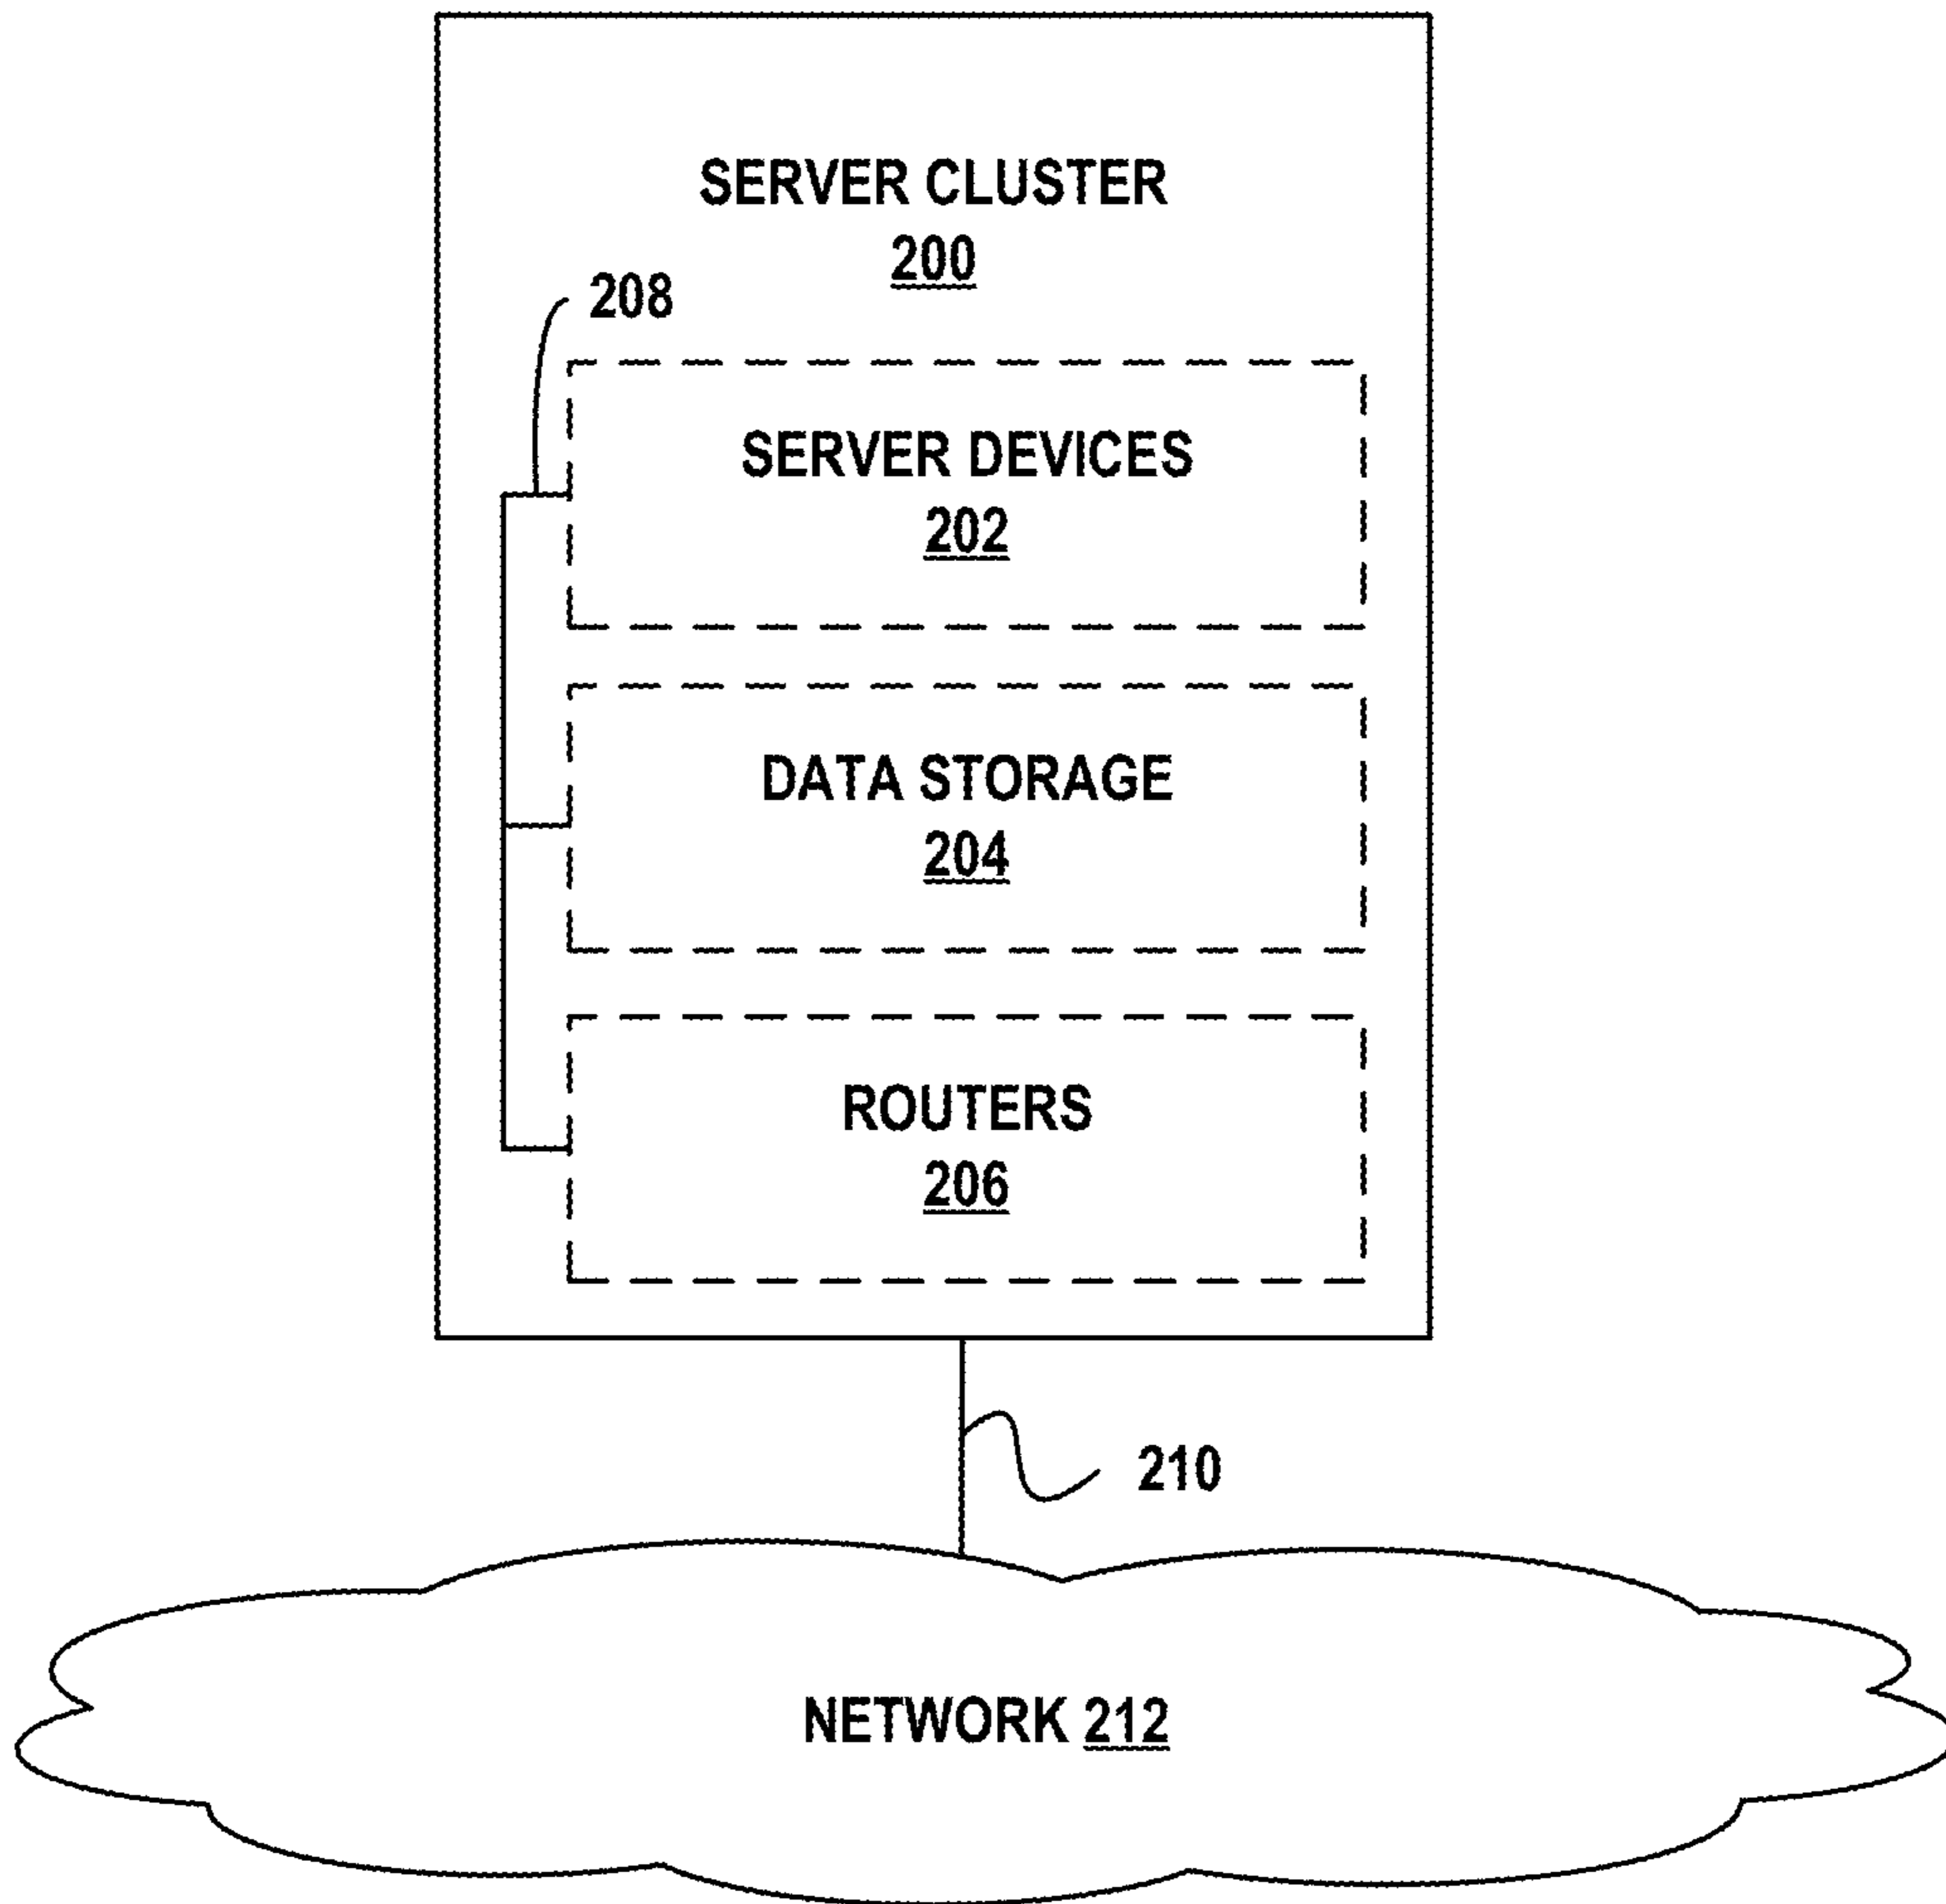 SERVER CLUSTER
200
208
SERVER DEVICES
202
DATA STORAGE
204
ROUTERS
206
210
NETWORK 212